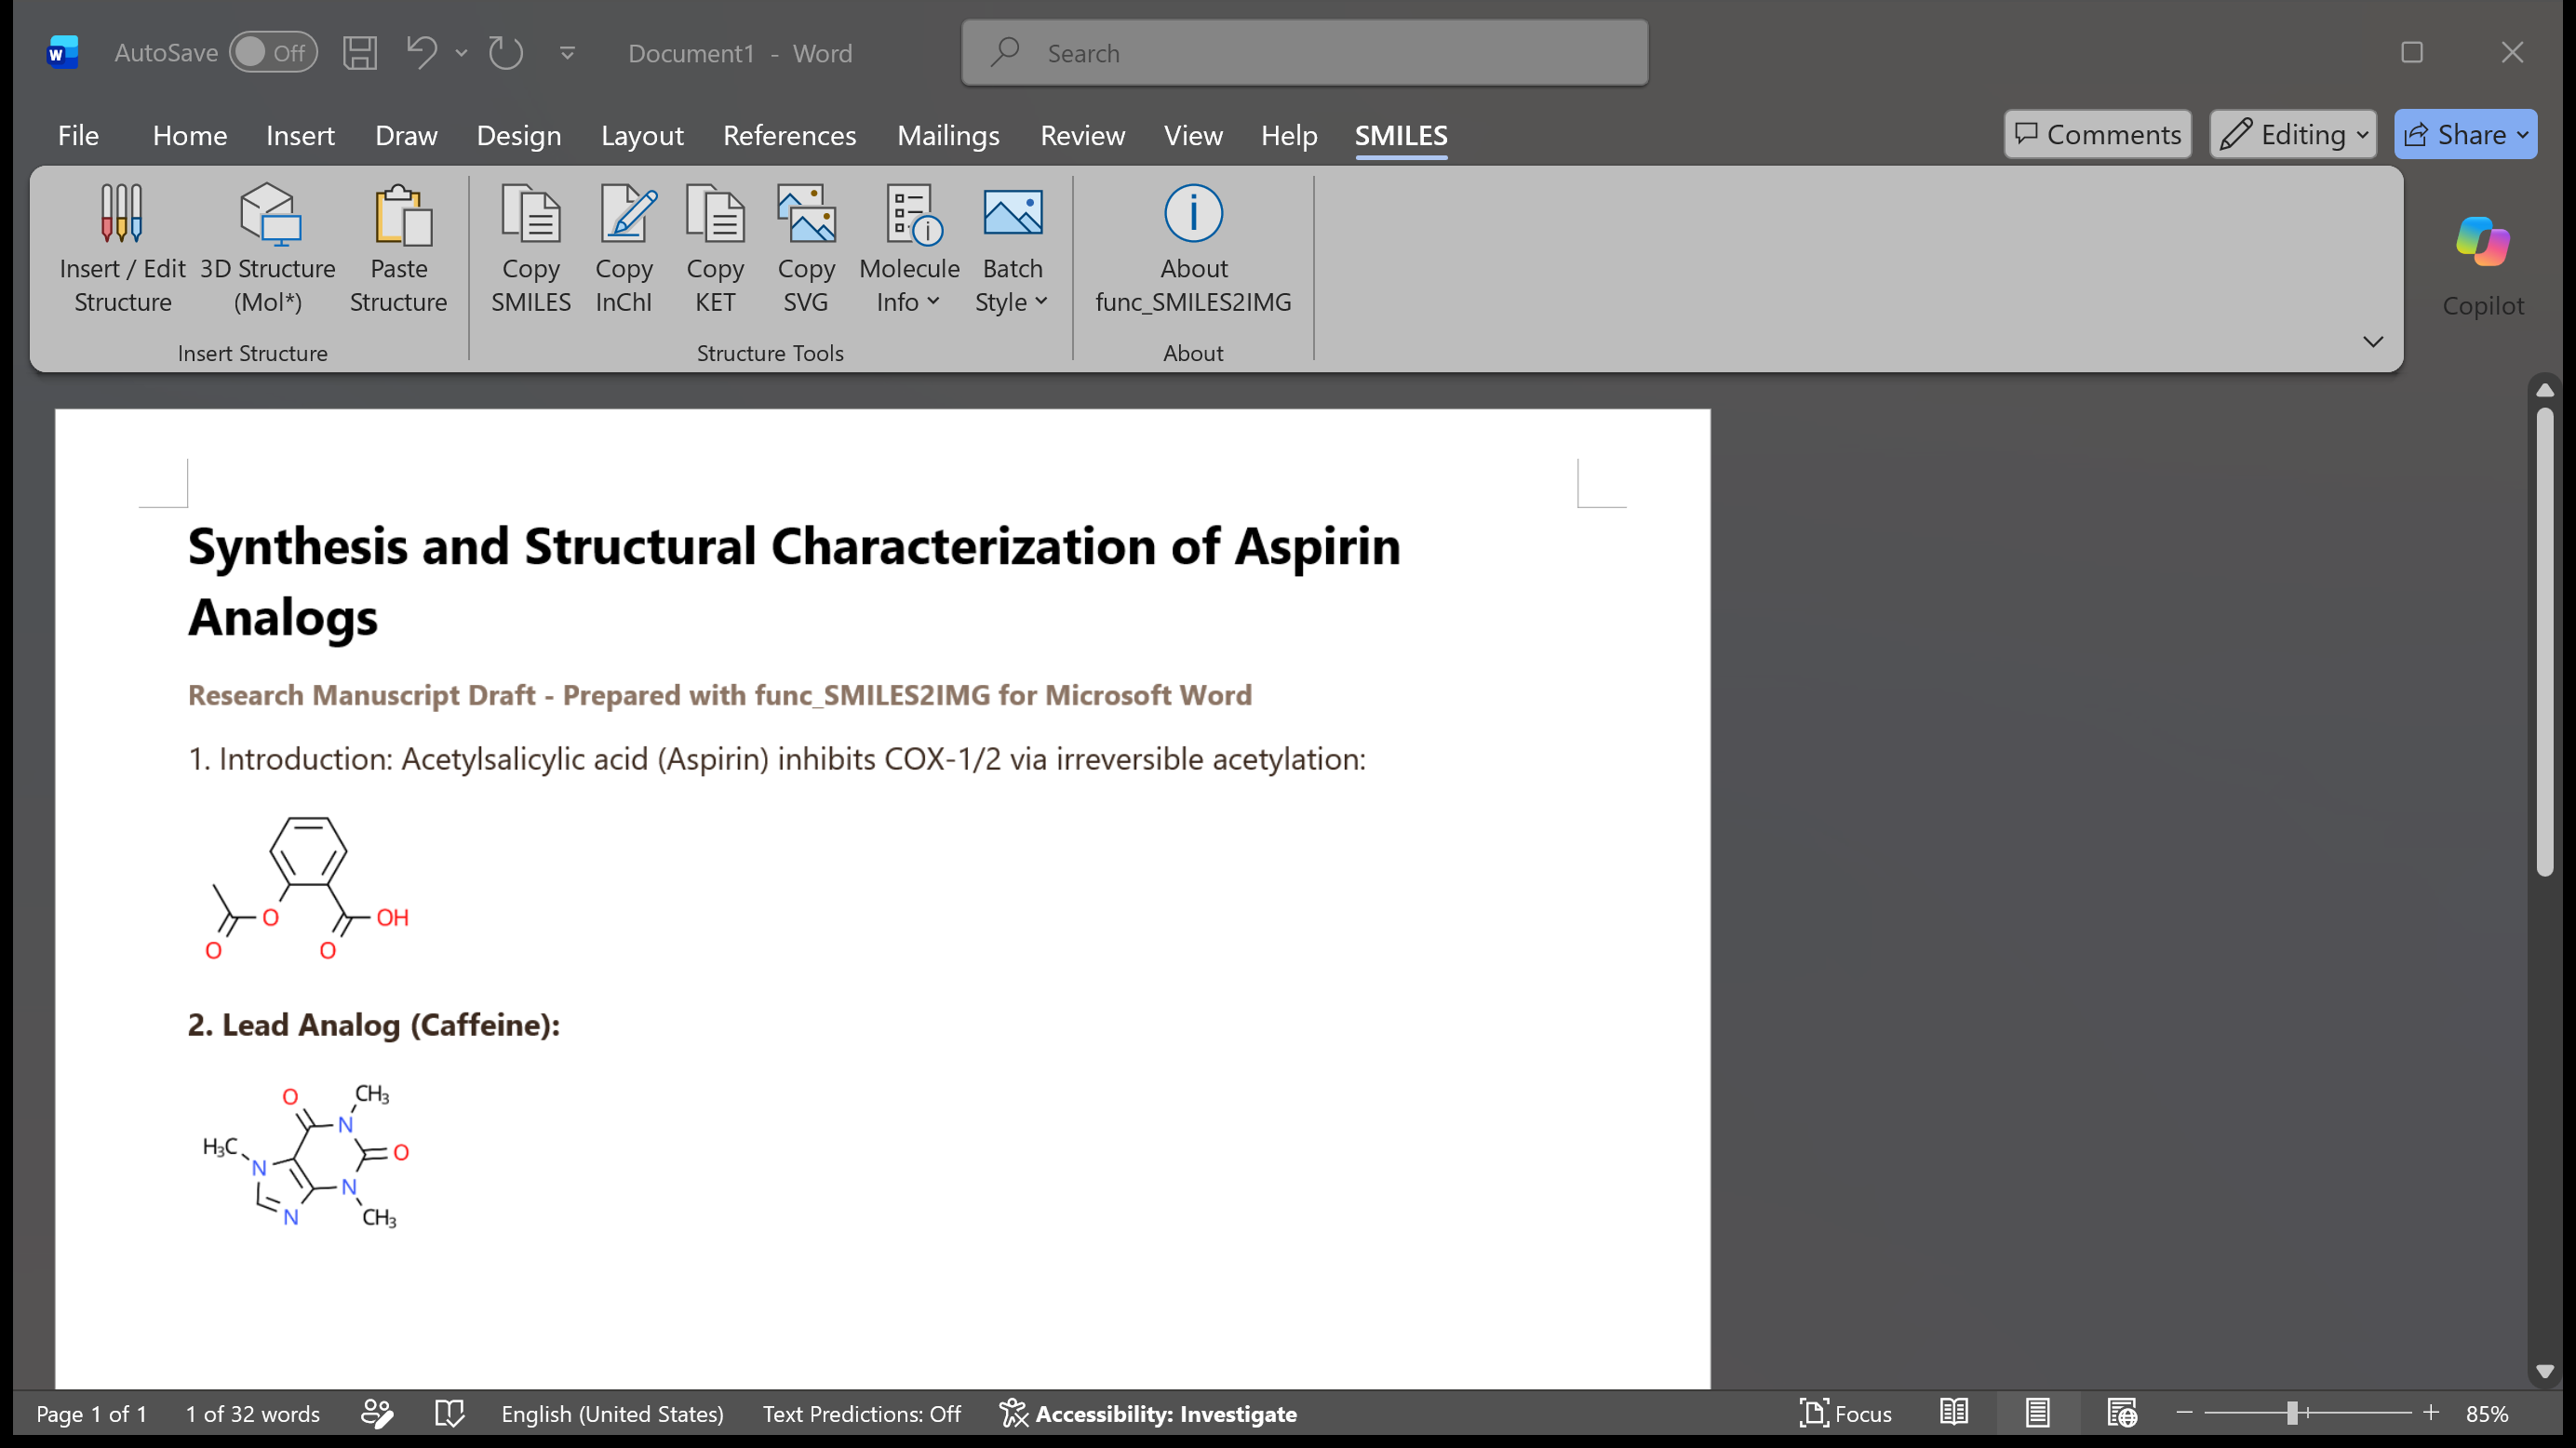 AutoSave Off Document1 - Word Search
File Home Insert Draw Design Layout References Mailings Review View Help SMILES Comments Editing Share
Insert / Edit Structure
3D Structure (Mol*)
Paste Structure
Copy SMILES
Copy InChI
Copy KET
Copy SVG
Molecule Info
Batch Style
About func_SMILES2IMG
Copilot
Insert Structure Structure Tools About
Synthesis and Structural Characterization of Aspirin
Analogs
Research Manuscript Draft - Prepared with func_SMILES2IMG for Microsoft Word
1. Introduction: Acetylsalicylic acid (Aspirin) inhibits COX-1/2 via irreversible acetylation:
O OH
O O
2. Lead Analog (Caffeine):
O CH3
N
H3C O
N N
N CH3
Page 1 of 1 1 of 32 words English (United States) Text Predictions: Off Accessibility: Investigate Focus 85%